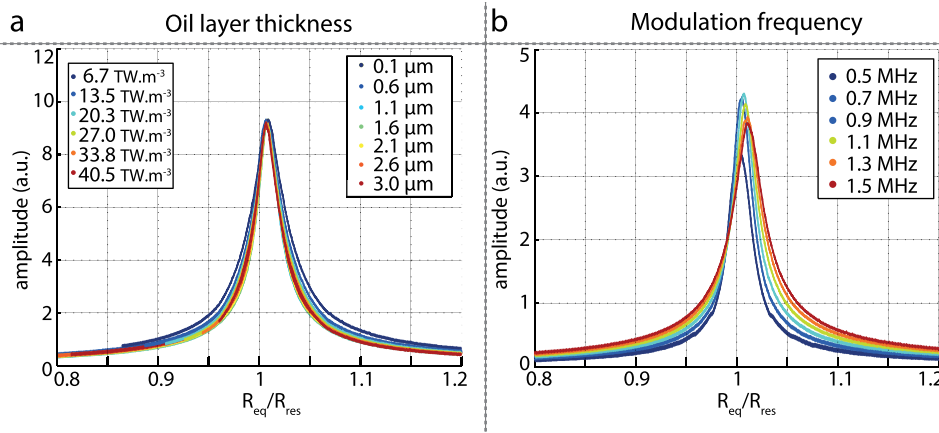 a
Oil layer thickness
12
10
8
6
4
2
0
amplitude (a.u.)
6.7 TW.m⁻³
13.5 TW.m⁻³
20.3 TW.m⁻³
27.0 TW.m⁻³
33.8 TW.m⁻³
40.5 TW.m⁻³
0.1 µm
0.6 µm
1.1 µm
1.6 µm
2.1 µm
2.6 µm
3.0 µm
0.8 0.9 1 1.1 1.2
R_eq/R_res
b
Modulation frequency
5
4
3
2
1
0
amplitude (a.u.)
0.5 MHz
0.7 MHz
0.9 MHz
1.1 MHz
1.3 MHz
1.5 MHz
0.8 0.9 1 1.1 1.2
R_eq/R_res